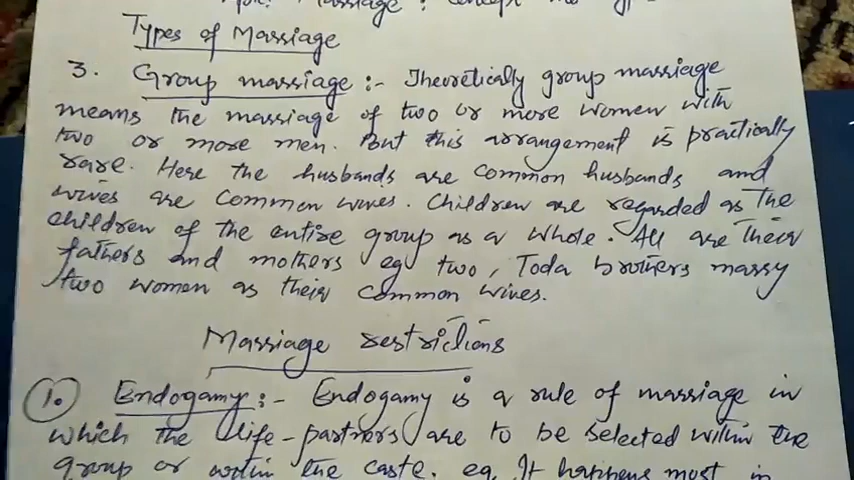 Marriage : Concept
Types of Marriage
3. Group marriage :- Theoretically group marriage
means the marriage of two or more women with
two or more men. But this arrangement is practically
rare. Here the husbands are common husbands and
wives are common wives. Children are regarded as the
children of the entire group as a whole. All are their
fathers and mothers eg two, Toda brothers marry
two women as their common wives.
Marriage restrictions
1. Endogamy :- Endogamy is a rule of marriage in
which the life-partners are to be selected within the
group or within the caste. eg. It happens most in